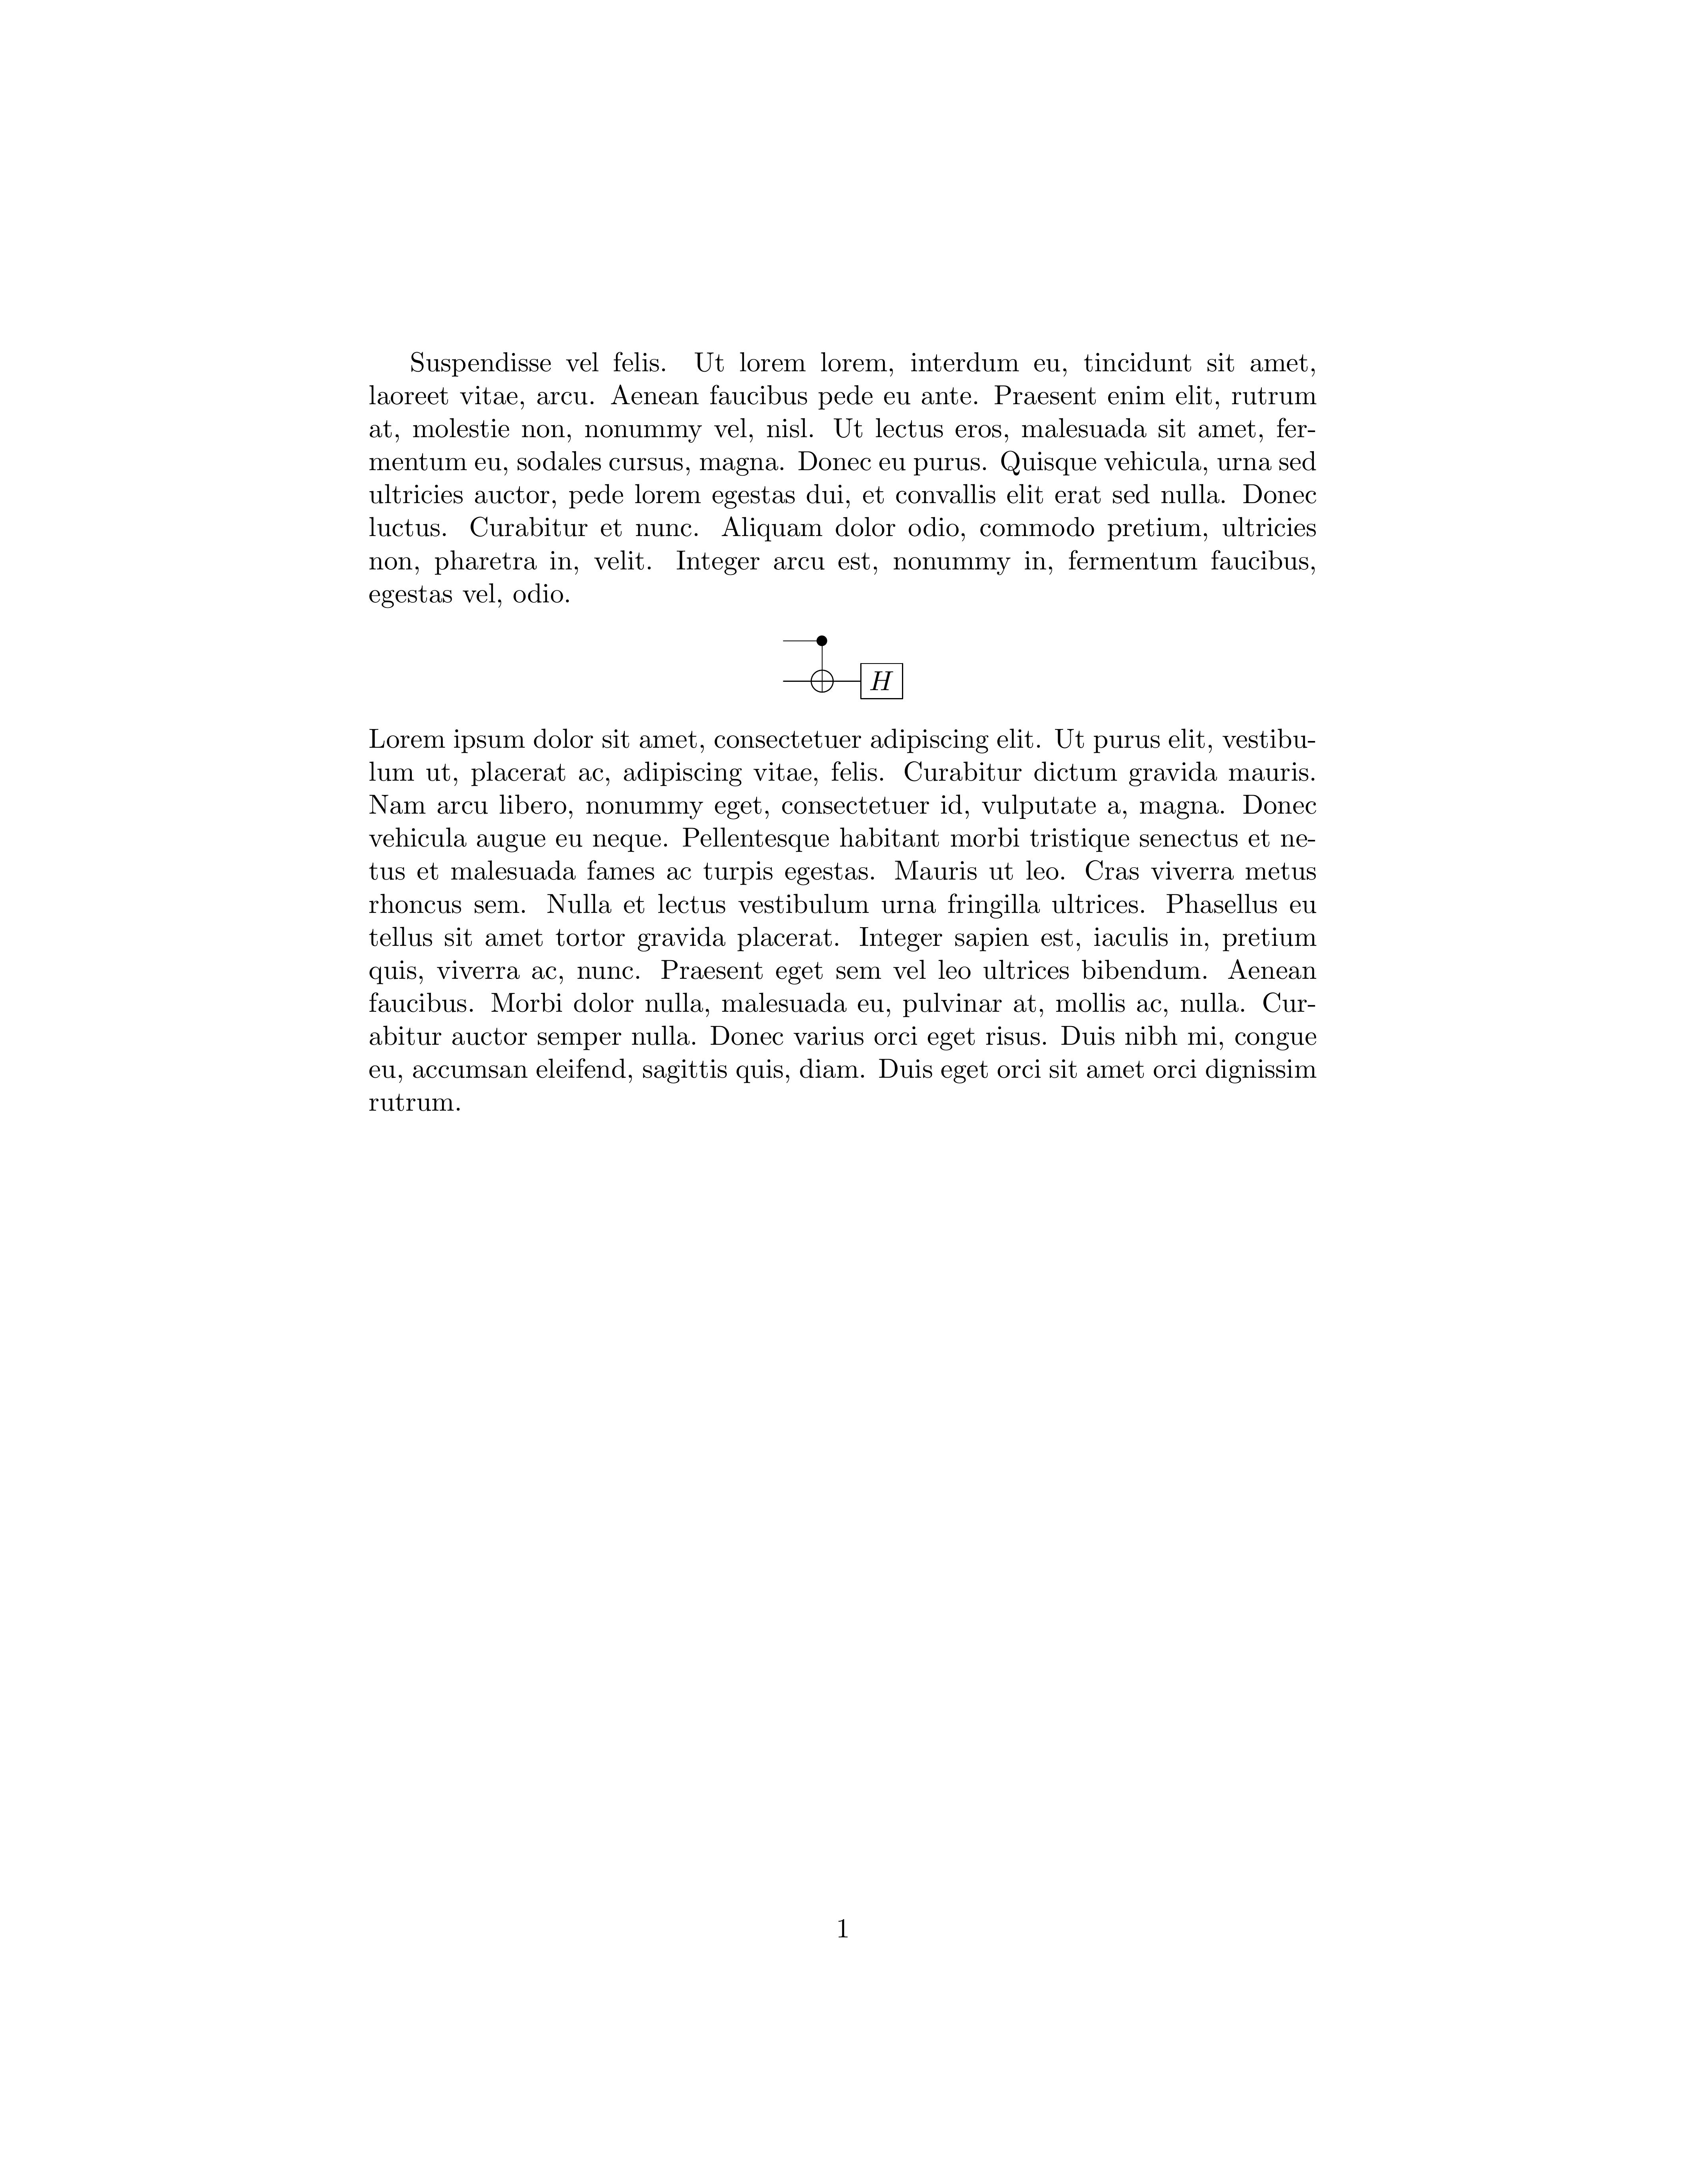 Suspendisse vel felis. Ut lorem lorem, interdum eu, tincidunt sit amet,
laoreet vitae, arcu. Aenean faucibus pede eu ante. Praesent enim elit, rutrum
at, molestie non, nonummy vel, nisl. Ut lectus eros, malesuada sit amet, fer-
mentum eu, sodales cursus, magna. Donec eu purus. Quisque vehicula, urna sed
ultricies auctor, pede lorem egestas dui, et convallis elit erat sed nulla. Donec
luctus. Curabitur et nunc. Aliquam dolor odio, commodo pretium, ultricies
non, pharetra in, velit. Integer arcu est, nonummy in, fermentum faucibus,
egestas vel, odio.
H
Lorem ipsum dolor sit amet, consectetuer adipiscing elit. Ut purus elit, vestibu-
lum ut, placerat ac, adipiscing vitae, felis. Curabitur dictum gravida mauris.
Nam arcu libero, nonummy eget, consectetuer id, vulputate a, magna. Donec
vehicula augue eu neque. Pellentesque habitant morbi tristique senectus et ne-
tus et malesuada fames ac turpis egestas. Mauris ut leo. Cras viverra metus
rhoncus sem. Nulla et lectus vestibulum urna fringilla ultrices. Phasellus eu
tellus sit amet tortor gravida placerat. Integer sapien est, iaculis in, pretium
quis, viverra ac, nunc. Praesent eget sem vel leo ultrices bibendum. Aenean
faucibus. Morbi dolor nulla, malesuada eu, pulvinar at, mollis ac, nulla. Cur-
abitur auctor semper nulla. Donec varius orci eget risus. Duis nibh mi, congue
eu, accumsan eleifend, sagittis quis, diam. Duis eget orci sit amet orci dignissim
rutrum.
1